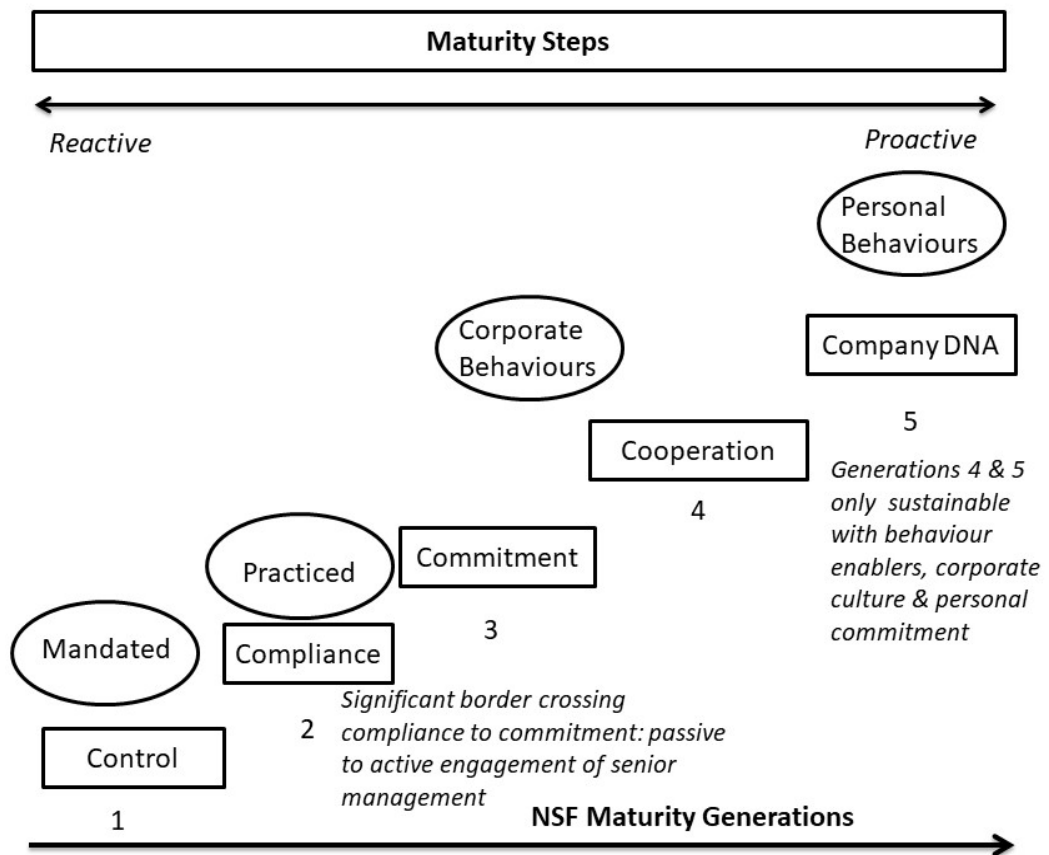 Maturity Steps
Reactive
Proactive
Personal
Behaviours
Corporate
Behaviours
Company DNA
5
Cooperation
4
Generations 4 & 5
only sustainable
with behaviour
enablers, corporate
culture & personal
commitment
Practiced
Commitment
3
Mandated
Compliance
2
Significant border crossing
compliance to commitment: passive
to active engagement of senior
management
Control
1
NSF Maturity Generations